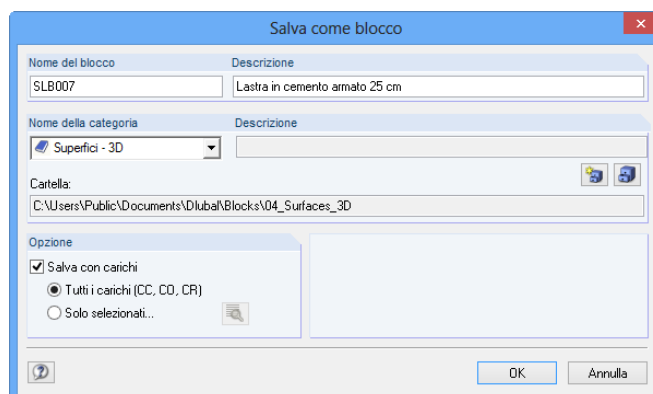 Salva come blocco
Nome del blocco Descrizione
SLB007 Lastra in cemento armato 25 cm
Nome della categoria Descrizione
Superfici - 3D
Cartella:
C:\Users\Public\Documents\Dlubal\Blocks\04_Surfaces_3D
Opzione
Salva con carichi
Tutti i carichi (CC, CO, CR)
Solo selezionati...
OK Annulla